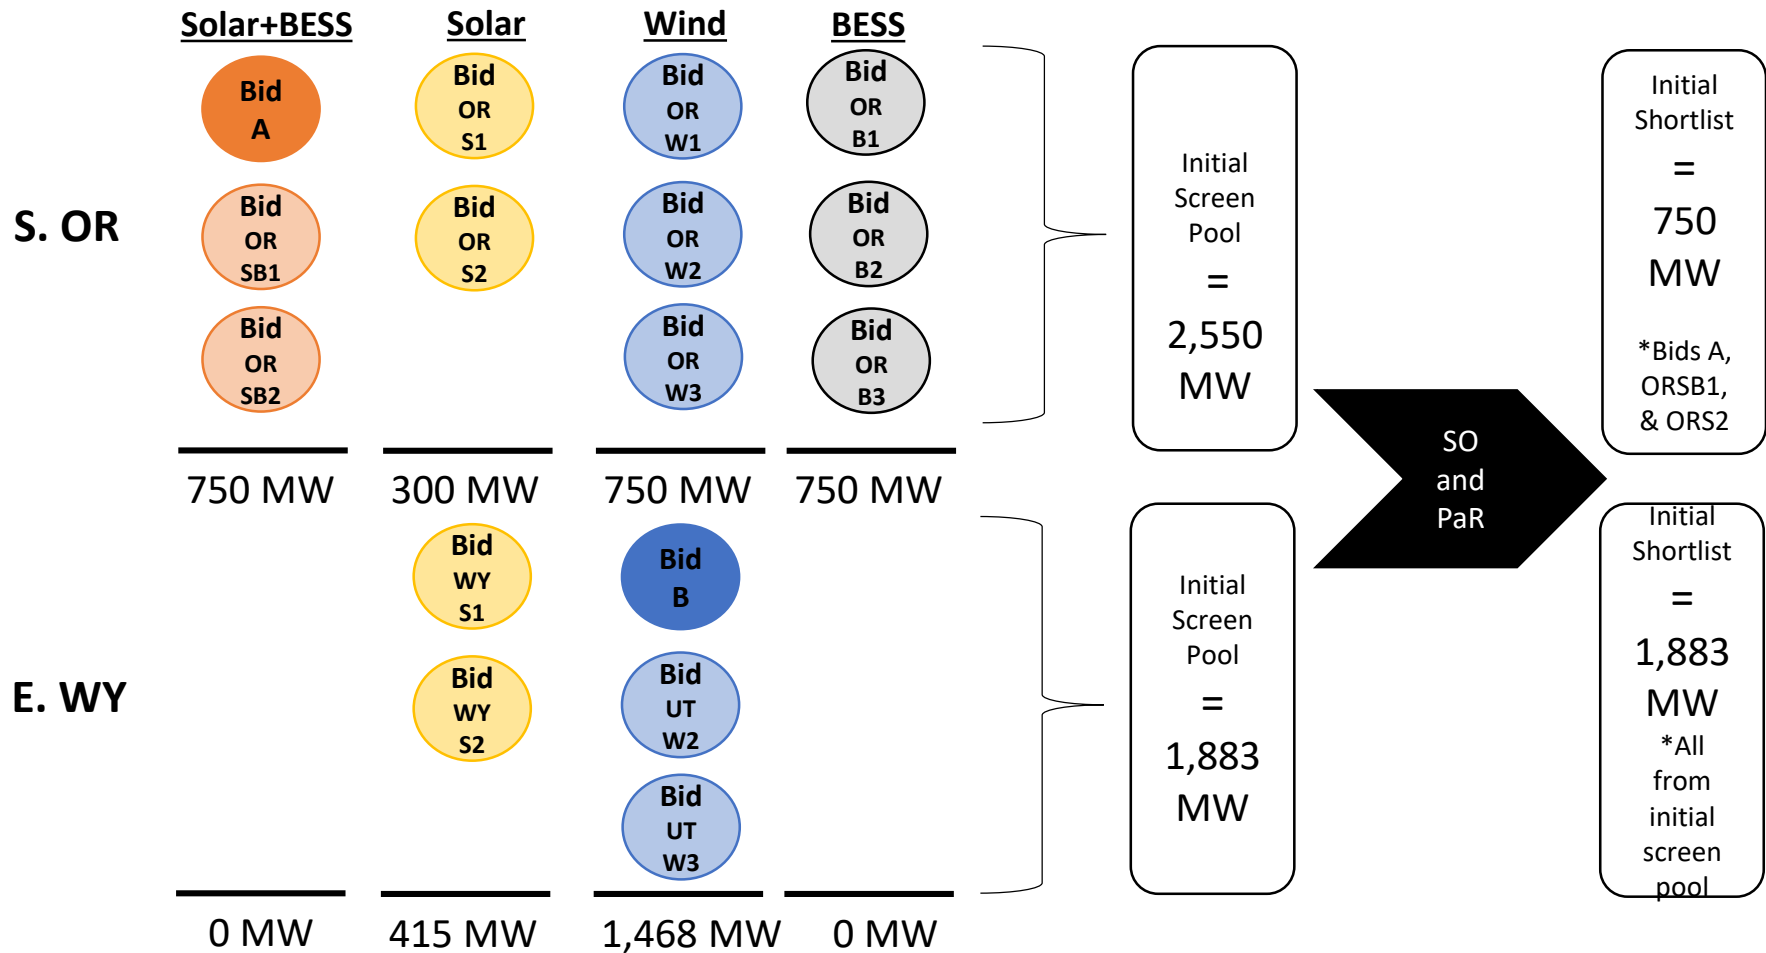 Solar+BESS
Solar
Wind
BESS
S. OR
Bid
A
Bid
OR
S1
Bid
OR
W1
Bid
OR
B1
Bid
OR
SB1
Bid
OR
S2
Bid
OR
W2
Bid
OR
B2
Bid
OR
SB2
Bid
OR
W3
Bid
OR
B3
750 MW
300 MW
750 MW
750 MW
Initial
Screen
Pool
=
2,550
MW
Initial
Shortlist
=
750
MW
*Bids A,
ORSB1,
& ORS2
SO
and
PaR
E. WY
Bid
WY
S1
Bid
B
Bid
WY
S2
Bid
UT
W2
Bid
UT
W3
0 MW
415 MW
1,468 MW
0 MW
Initial
Screen
Pool
=
1,883
MW
Initial
Shortlist
=
1,883
MW
*All
from
initial
screen
pool